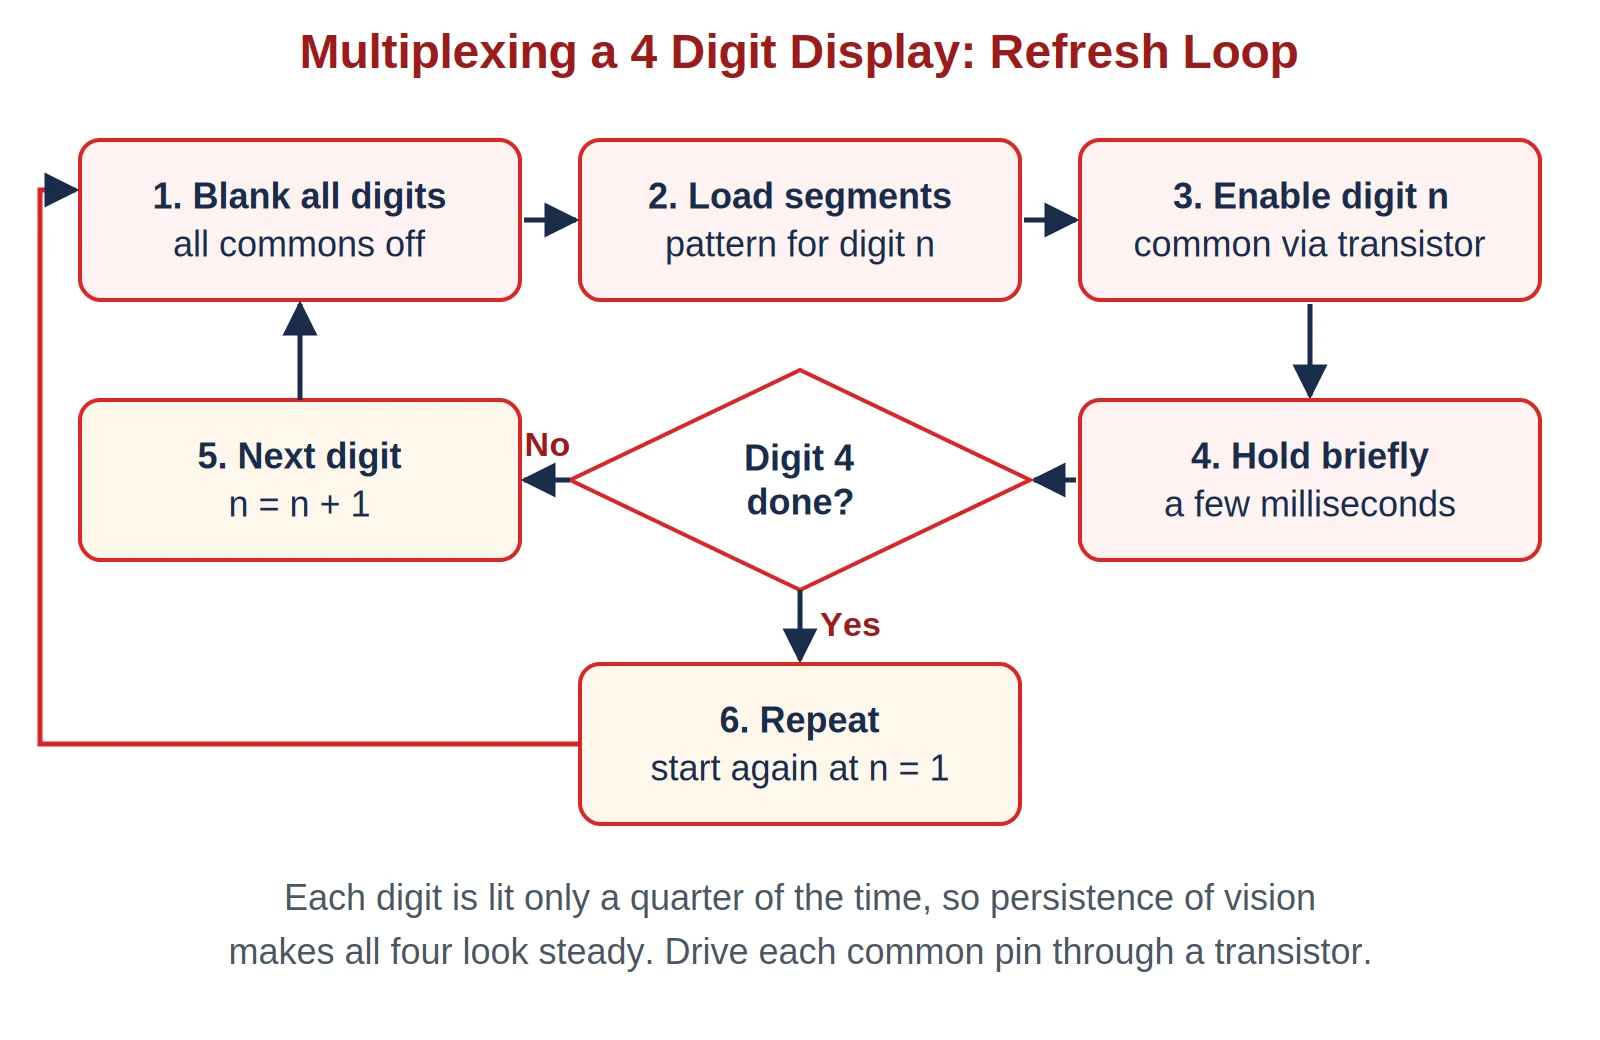 Multiplexing a 4 Digit Display: Refresh Loop
1. Blank all digits
all commons off
2. Load segments
pattern for digit n
3. Enable digit n
common via transistor
4. Hold briefly
a few milliseconds
Digit 4
done?
No
5. Next digit
n = n + 1
Yes
6. Repeat
start again at n = 1
Each digit is lit only a quarter of the time, so persistence of vision
makes all four look steady. Drive each common pin through a transistor.